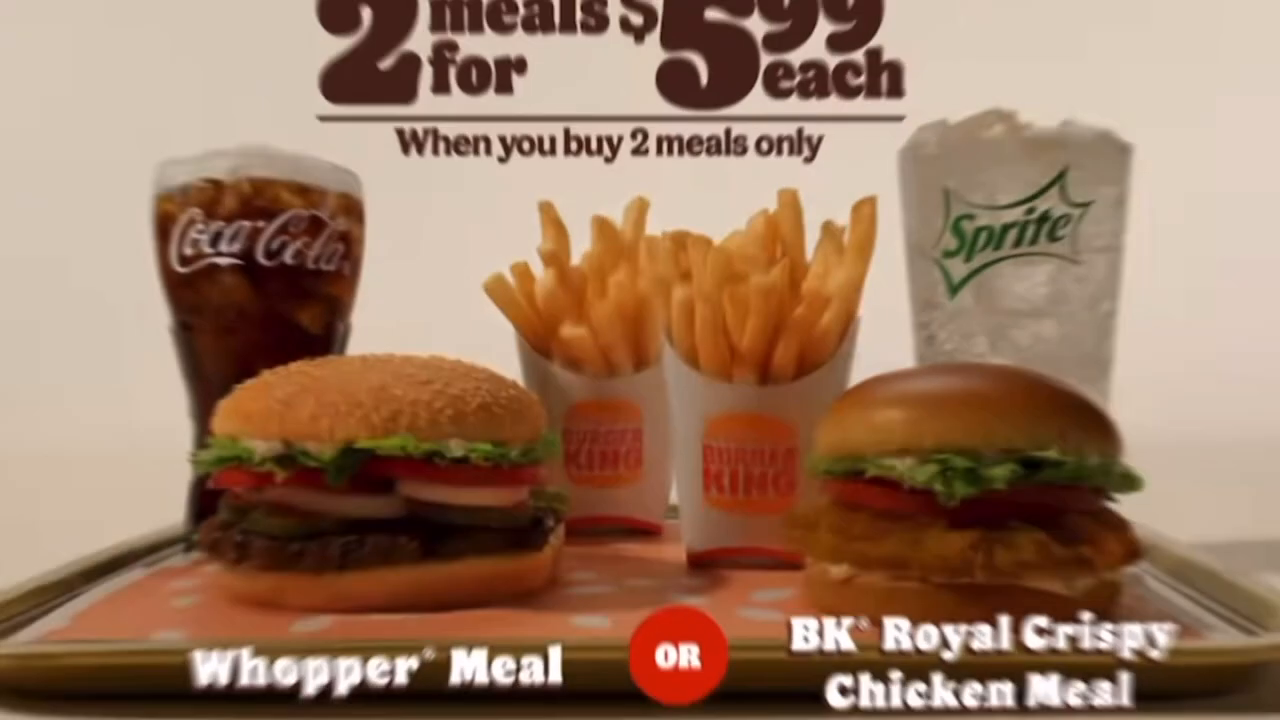 2 meals for $5 99 each
When you buy 2 meals only
Coca-Cola
Sprite
BURGER
KING
BURGER
KING
Whopper® Meal
OR
BK® Royal Crispy
Chicken Meal